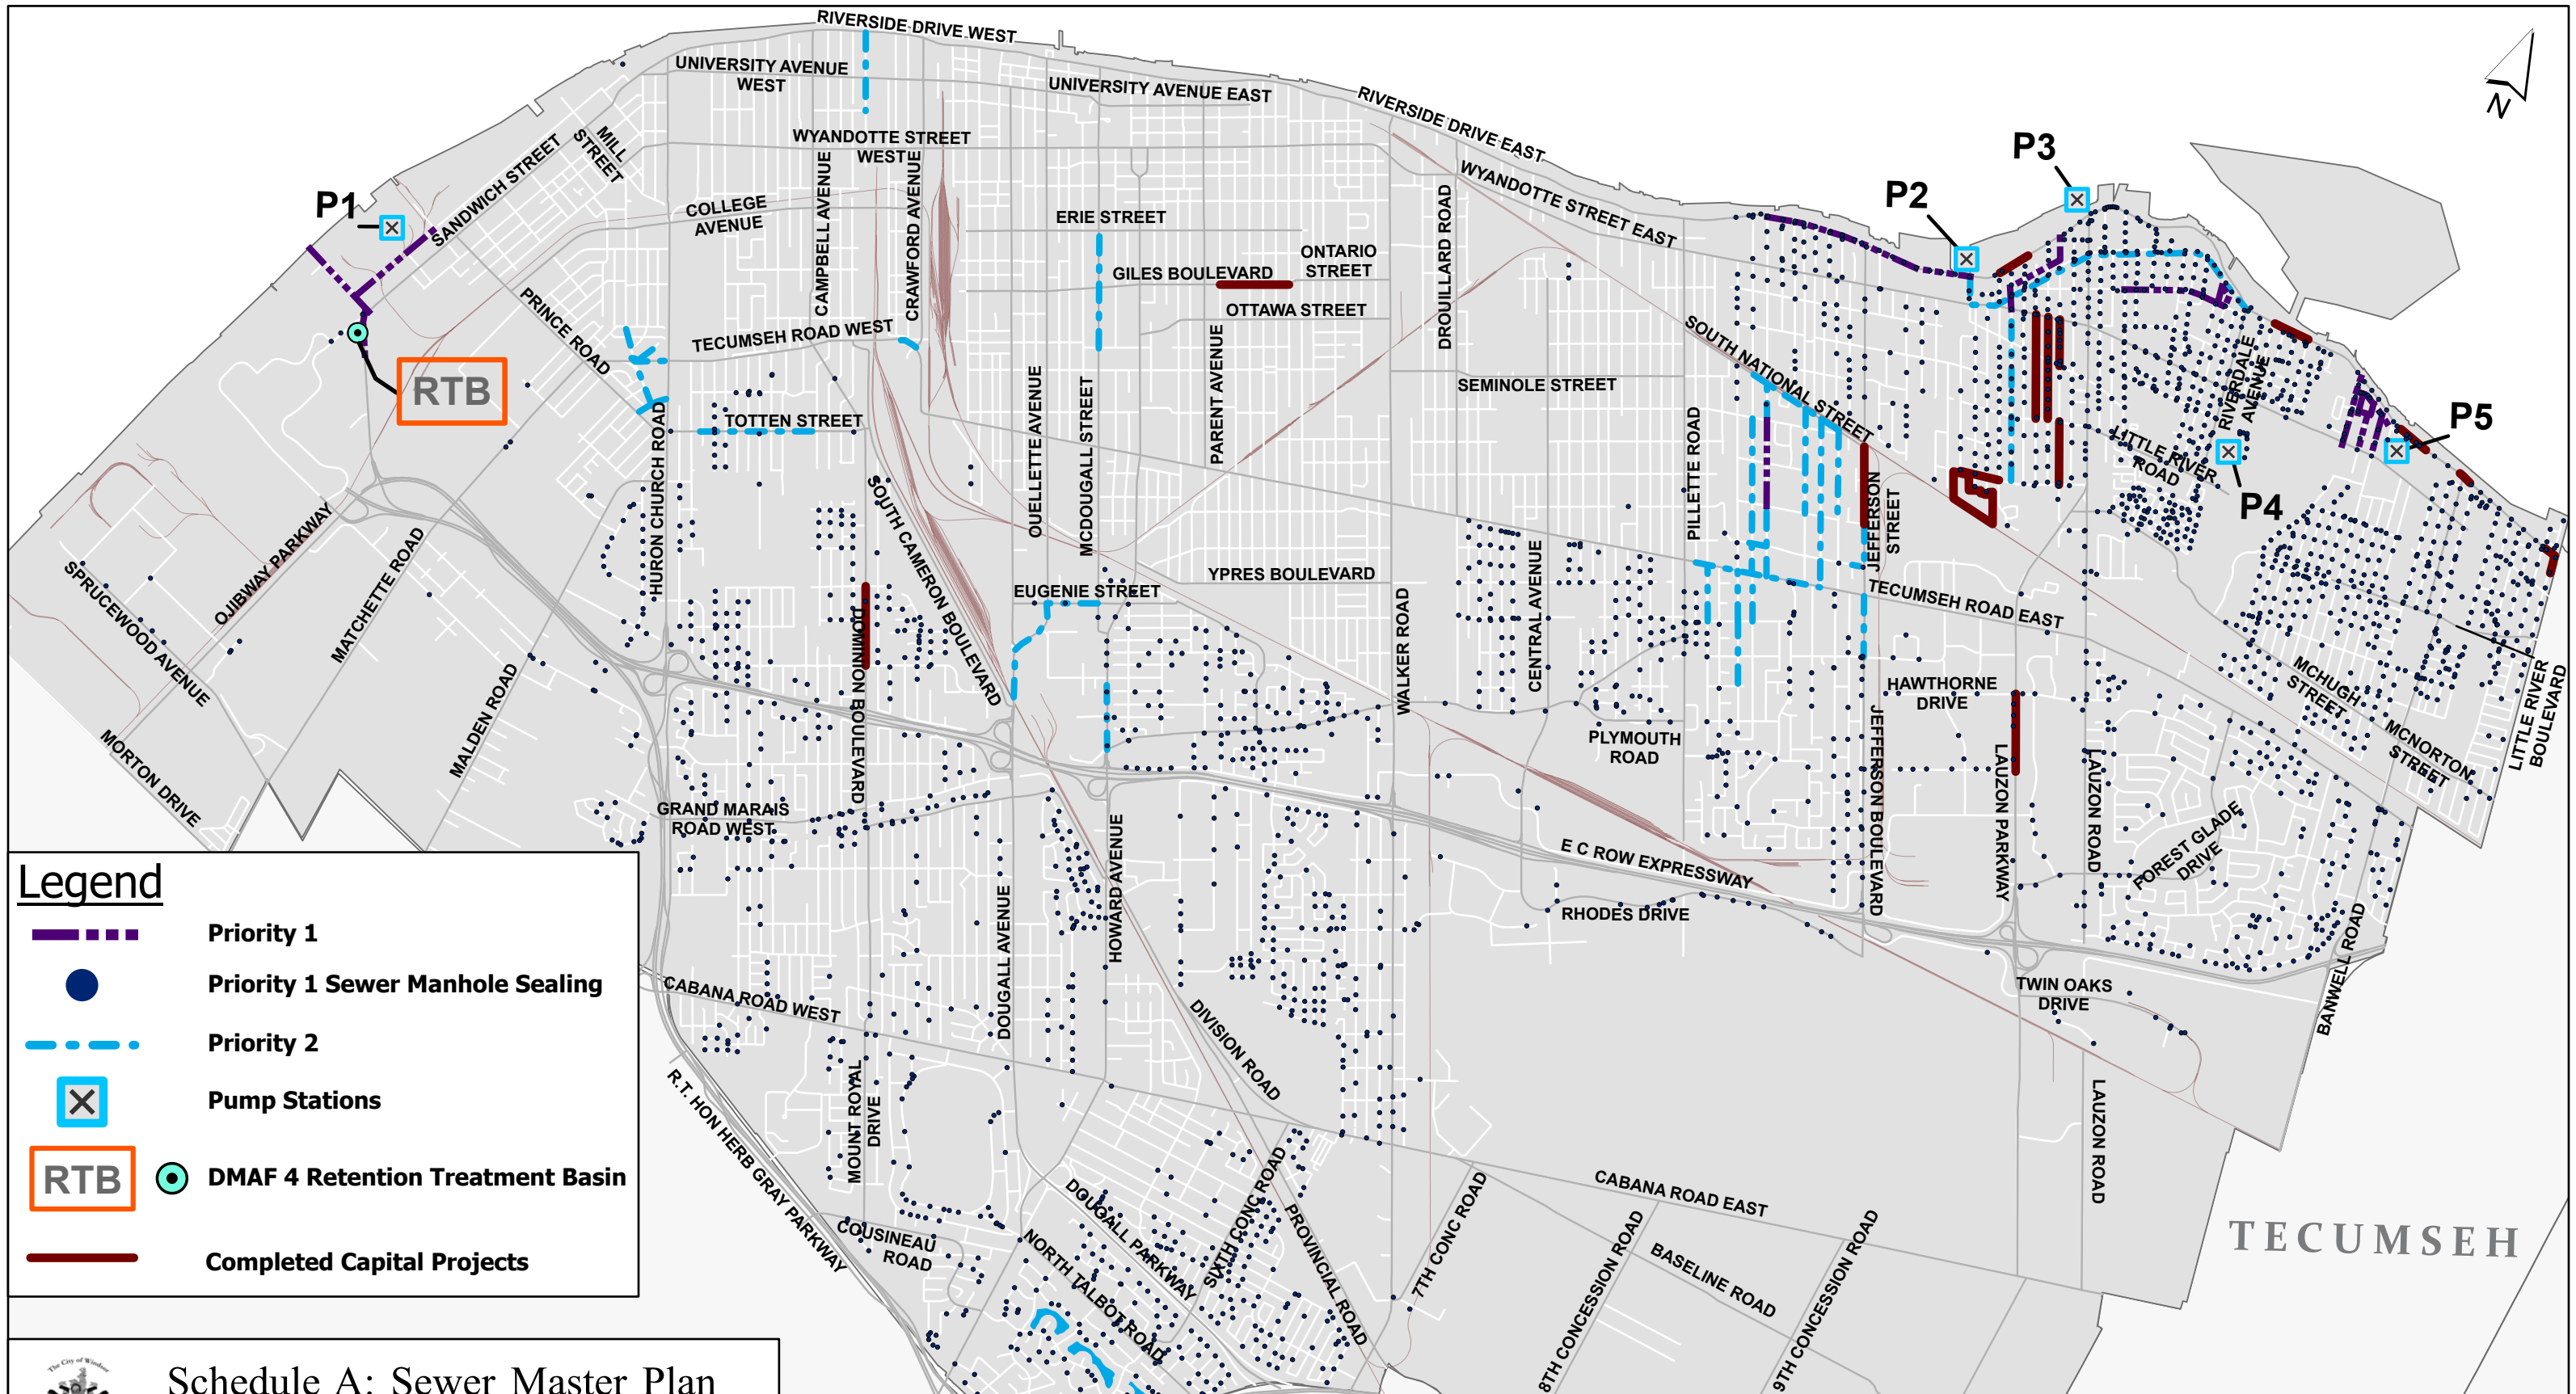 RIVERSIDE DRIVE WEST
UNIVERSITY AVENUE
WEST
UNIVERSITY AVENUE EAST
RIVERSIDE DRIVE EAST
N
MILL
STREET
WYANDOTTE STREET
WEST
SANDWICH STREET
P1
P2
P3
WYANDOTTE STREET EAST
COLLEGE
AVENUE
CAMPBELL AVENUE
CRAWFORD AVENUE
ERIE STREET
ONTARIO
STREET
GILES BOULEVARD
OTTAWA STREET
DROUILLARD ROAD
PRINCE ROAD
TECUMSEH ROAD WEST
PARENT AVENUE
SOUTH NATIONAL STREET
SEMINOLE STREET
RTB
RIVERDALE
AVENUE
P5
TOTTEN STREET
HURON CHURCH ROAD
OUELLETTE AVENUE
MCDOUGALL STREET
PILLETTE ROAD
LITTLE RIVER
ROAD
P4
JEFFERSON
STREET
SOUTH CAMERON BOULEVARD
OJIBWAY PARKWAY
MATCHETTE ROAD
SPRUCEWOOD AVENUE
EUGENIE STREET
YPRES BOULEVARD
CENTRAL AVENUE
WALKER ROAD
TECUMSEH ROAD EAST
DOMINION BOULEVARD
MALDEN ROAD
MORTON DRIVE
HAWTHORNE
DRIVE
MCHUGH
STREET
MCNORTON
STREET
LITTLE RIVER
BOULEVARD
PLYMOUTH
ROAD
JEFFERSON BOULEVARD
LAUZON PARKWAY
LAUZON ROAD
GRAND MARAIS
ROAD WEST
FOREST GLADE
DRIVE
E C ROW EXPRESSWAY
RHODES DRIVE
HOWARD AVENUE
DOUGALL AVENUE
BANWELL ROAD
TWIN OAKS
DRIVE
CABANA ROAD WEST
DIVISION ROAD
MOUNT ROYAL
DRIVE
R.T. HON HERB GRAY PARKWAY
LAUZON ROAD
CABANA ROAD EAST
COUSINEAU
ROAD
DOUGALL PARKWAY
NORTH TALBOT ROAD
SIXTH CONC ROAD
PROVINCIAL ROAD
7TH CONC ROAD
8TH CONCESSION ROAD
BASELINE ROAD
9TH CONCESSION ROAD
TECUMSEH
Legend
Priority 1
Priority 1 Sewer Manhole Sealing
Priority 2
Pump Stations
RTB
DMAF 4 Retention Treatment Basin
Completed Capital Projects
The City of Windsor
Schedule A: Sewer Master Plan